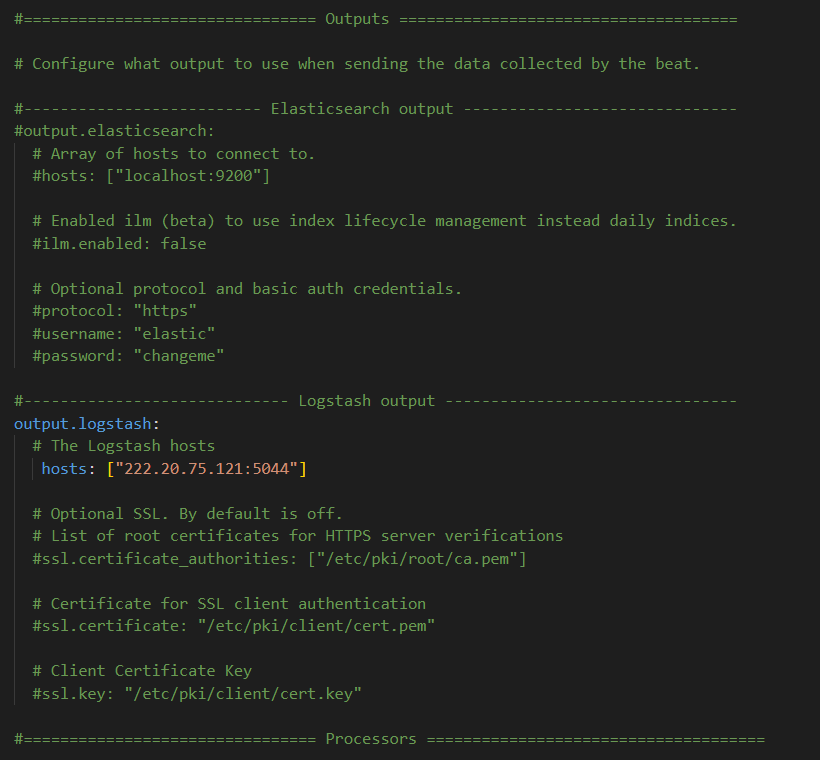 #================================ Outputs =====================================
# Configure what output to use when sending the data collected by the beat.
#-------------------------- Elasticsearch output ------------------------------
#output.elasticsearch:
# Array of hosts to connect to.
#hosts: ["localhost:9200"]
# Enabled ilm (beta) to use index lifecycle management instead daily indices.
#ilm.enabled: false
# Optional protocol and basic auth credentials.
#protocol: "https"
#username: "elastic"
#password: "changeme"
#----------------------------- Logstash output --------------------------------
output.logstash:
# The Logstash hosts
hosts: ["222.20.75.121:5044"]
# Optional SSL. By default is off.
# List of root certificates for HTTPS server verifications
#ssl.certificate_authorities: ["/etc/pki/root/ca.pem"]
# Certificate for SSL client authentication
#ssl.certificate: "/etc/pki/client/cert.pem"
# Client Certificate Key
#ssl.key: "/etc/pki/client/cert.key"
#================================ Processors =====================================